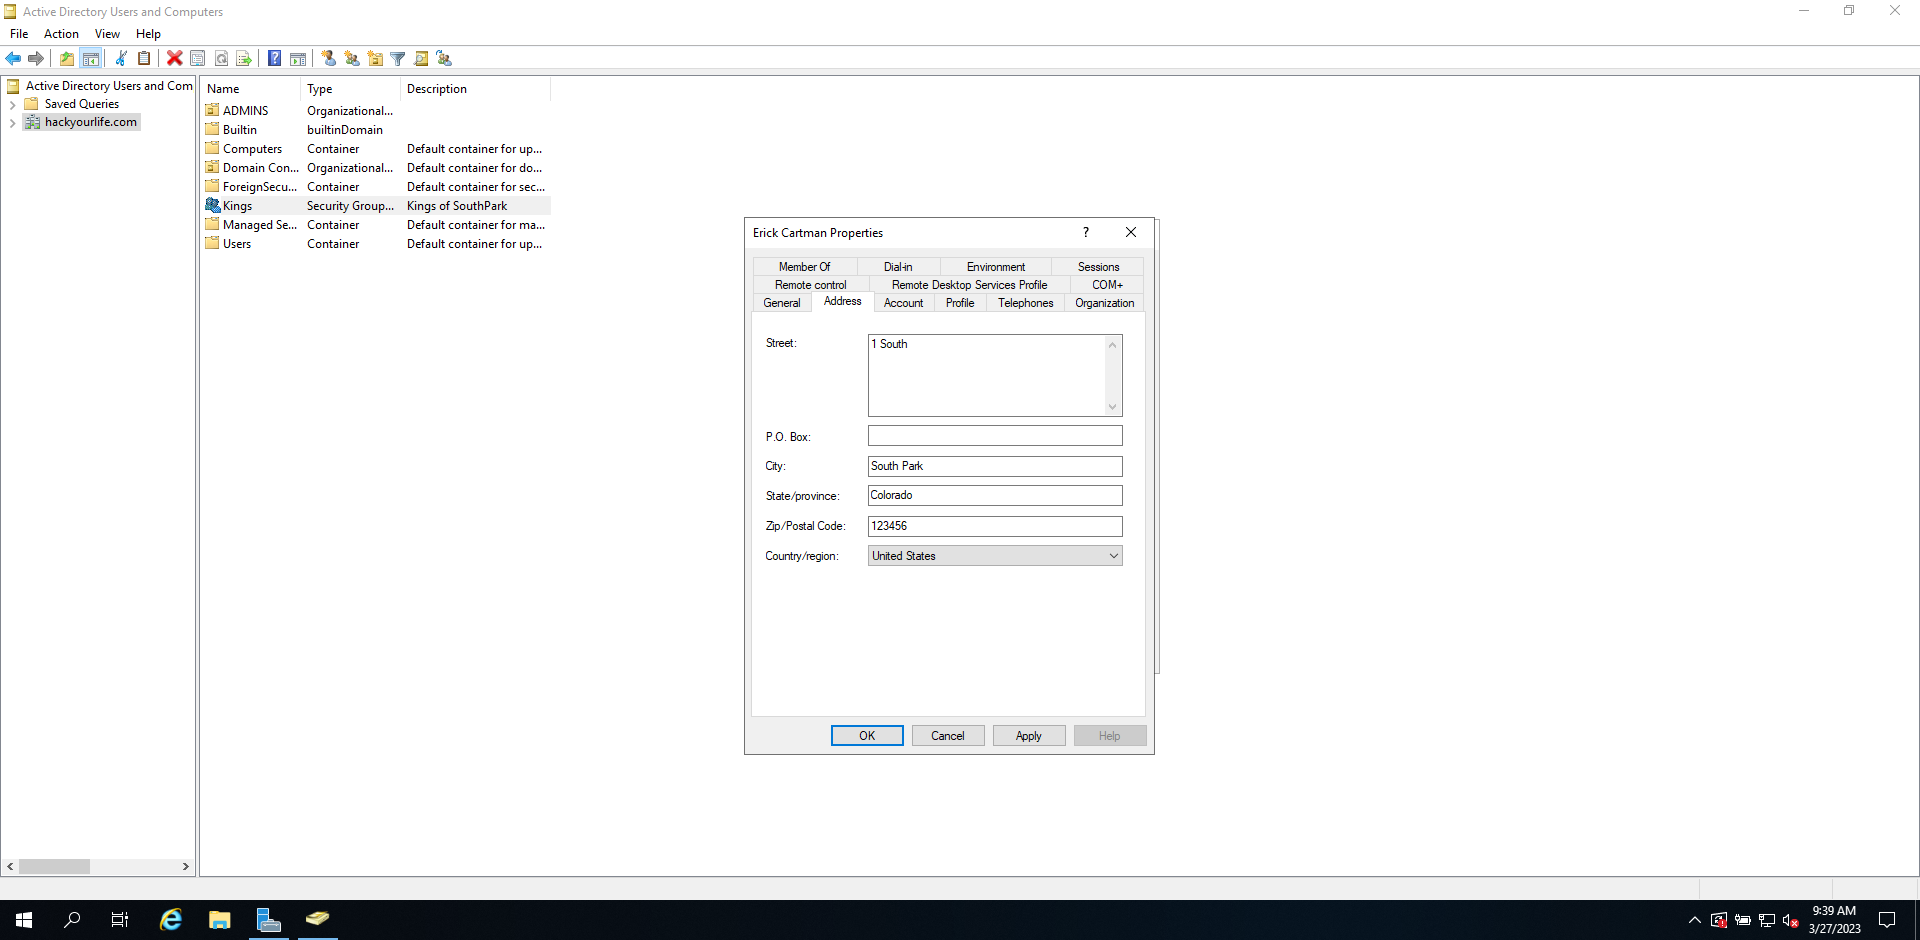 Active Directory Users and Computers
File Action View Help
Active Directory Users and Com
Saved Queries
hackyourlife.com
Name Type Description
ADMINS Organizational...
Builtin builtinDomain
Computers Container Default container for up...
Domain Con... Organizational... Default container for do...
ForeignSecu... Container Default container for sec...
Kings Security Group... Kings of SouthPark
Managed Se... Container Default container for ma...
Users Container Default container for up...
Erick Cartman Properties ?
Member Of Dial-in Environment Sessions
Remote control Remote Desktop Services Profile COM+
General Address Account Profile Telephones Organization
Street: 1 South
P.O. Box:
City: South Park
State/province: Colorado
Zip/Postal Code: 123456
Country/region: United States
OK Cancel Apply Help
9:39 AM
3/27/2023